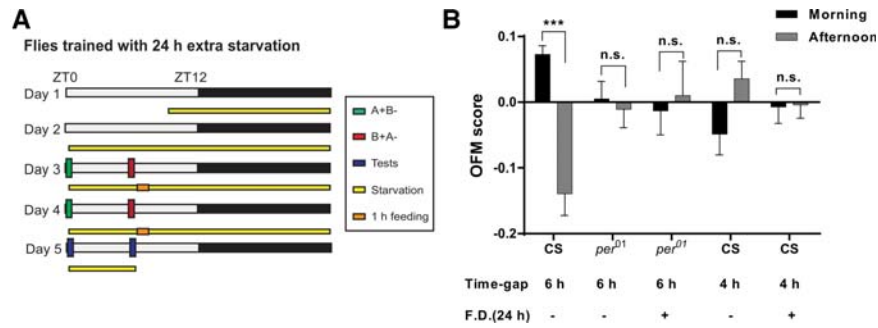 A
Flies trained with 24 h extra starvation
ZT0 ZT12
Day 1
Day 2
Day 3
Day 4
Day 5
A+B-
B+A-
Tests
Starvation
1 h feeding
B
Morning
Afternoon
OFM score
0.1
0.0
-0.1
-0.2
*** n.s. n.s. n.s. n.s.
CS per01 per01 CS CS
Time-gap 6 h 6 h 6 h 4 h 4 h
F.D.(24 h) - - + - +